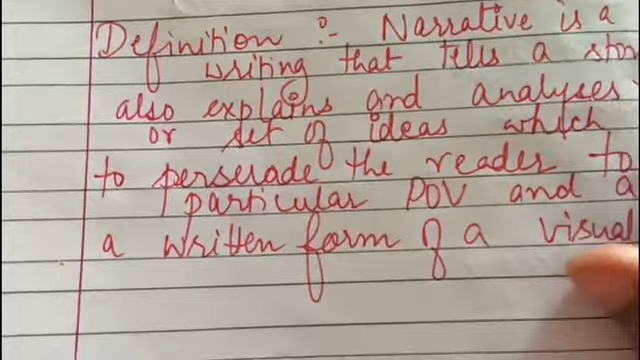 Definition :- Narrative is a
writing that tells a
also explains and analyses
or set of ideas which
to perserade the reader to
particular POV and a
a written form of a visual